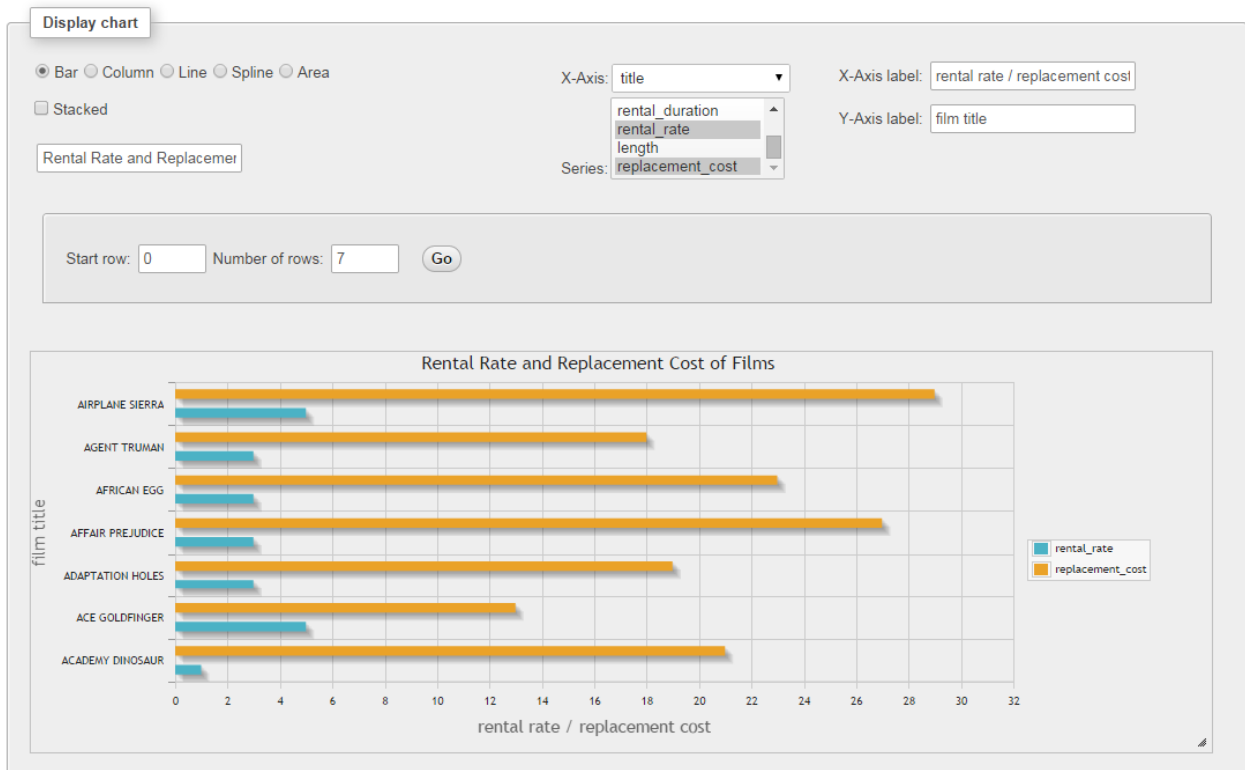 Display chart
Bar Column Line Spline Area
Stacked
Rental Rate and Replacemer
X-Axis: title
rental_duration
rental_rate
length
Series: replacement_cost
X-Axis label: rental rate / replacement cost
Y-Axis label: film title
Start row: 0 Number of rows: 7 Go
Rental Rate and Replacement Cost of Films
film title
AIRPLANE SIERRA
AGENT TRUMAN
AFRICAN EGG
AFFAIR PREJUDICE
ADAPTATION HOLES
ACE GOLDFINGER
ACADEMY DINOSAUR
0 2 4 6 8 10 12 14 16 18 20 22 24 26 28 30 32
rental rate / replacement cost
rental_rate
replacement_cost